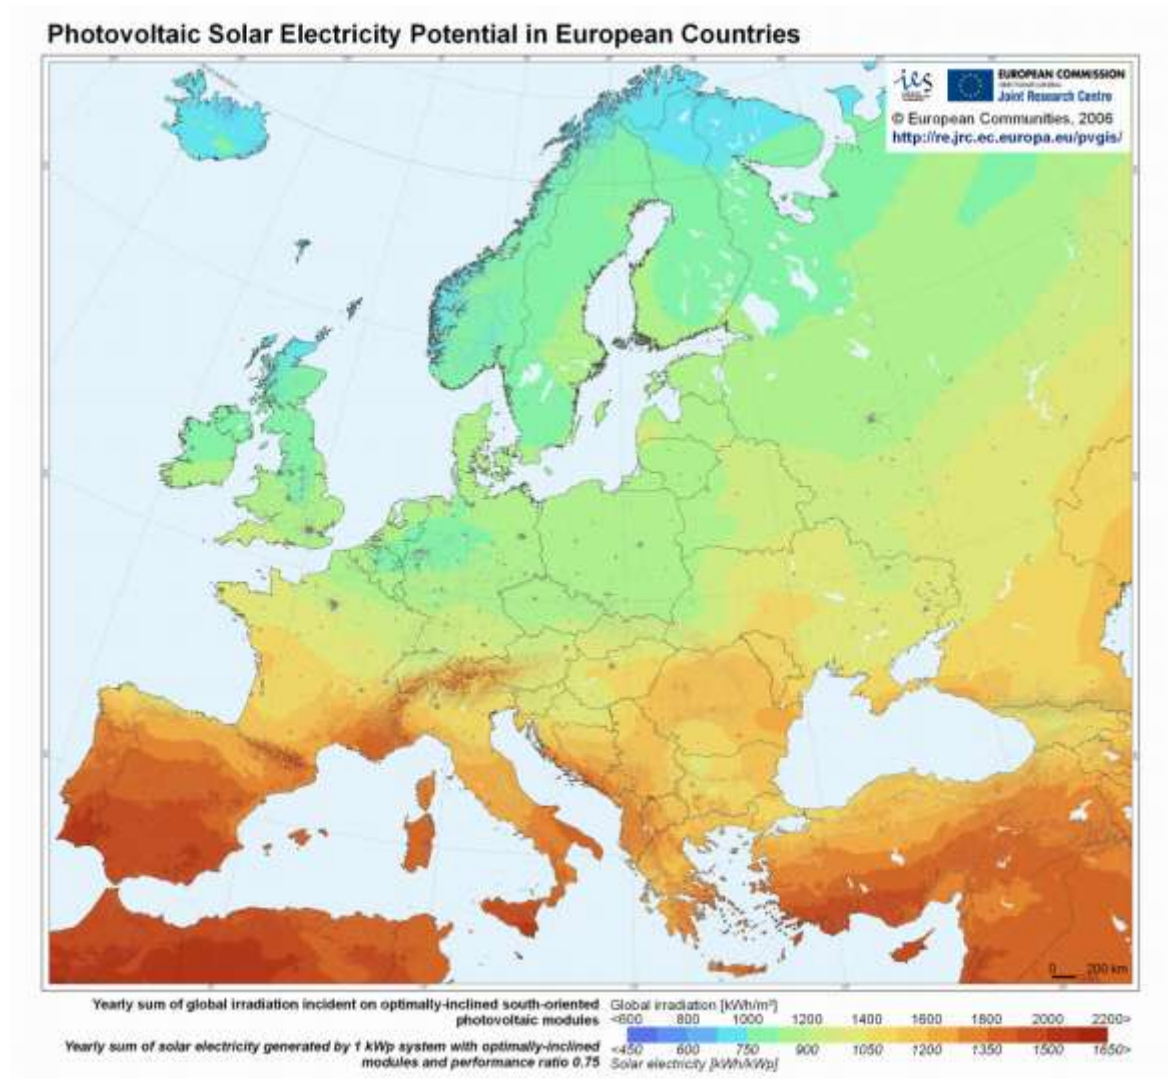 Photovoltaic Solar Electricity Potential in European Countries
ies
EUROPEAN COMMISSION
Joint Research Centre
© European Communities, 2006
http://re.jrc.ec.europa.eu/pvgis/
0 200 km
Yearly sum of global irradiation incident on optimally-inclined south-oriented
photovoltaic modules
Global irradiation [kWh/m²]
<600 800 1000 1200 1400 1600 1800 2000 2200>
Yearly sum of solar electricity generated by 1 kWp system with optimally-inclined
modules and performance ratio 0.75
<450 600 750 900 1050 1200 1350 1500 1650>
Solar electricity [kWh/kWp]